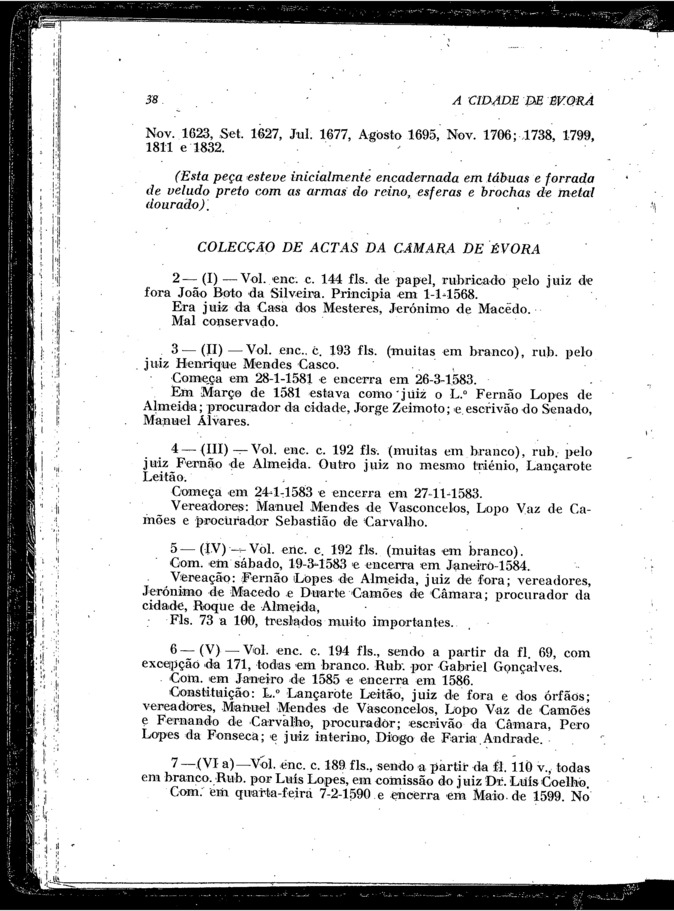 38
A CIDADE DE ÉVORA
Nov. 1623, Set. 1627, Jul. 1677, Agosto 1695, Nov. 1706; 1738, 1799,
1811 e 1832.
(Esta peça esteve inicialmente encadernada em tábuas e forrada
de veludo preto com as armas do reino, esferas e brochas de metal
dourado).
COLECÇÃO DE ACTAS DA CÂMARA DE ÉVORA
2 — (I) — Vol. enc. c. 144 fls. de papel, rubricado pelo juiz de
fora João Boto da Silveira. Principia em 1-1-1568.
Era juiz da Casa dos Mesteres, Jerónimo de Macêdo.
Mal conservado.
3 — (II) — Vol. enc. c. 193 fls. (muitas em branco), rub. pelo
juiz Henrique Mendes Casco.
Começa em 28-1-1581 e encerra em 26-3-1583.
Em Março de 1581 estava como juiz o L.º Fernão Lopes de
Almeida; procurador da cidade, Jorge Zeimoto; e escrivão do Senado,
Manuel Álvares.
4 — (III) — Vol. enc. c. 192 fls. (muitas em branco), rub. pelo
juiz Fernão de Almeida. Outro juiz no mesmo triénio, Lançarote
Leitão.
Começa em 24-1-1583 e encerra em 27-11-1583.
Vereadores: Manuel Mendes de Vasconcelos, Lopo Vaz de Ca-
mões e procurador Sebastião de Carvalho.
5 — (IV) — Vol. enc. c. 192 fls. (muitas em branco).
Com. em sábado, 19-3-1583 e encerra em Janeiro-1584.
Vereação: Fernão Lopes de Almeida, juiz de fora; vereadores,
Jerónimo de Macedo e Duarte Camões de Câmara; procurador da
cidade, Roque de Almeida,
Fls. 73 a 100, treslados muito importantes.
6 — (V) — Vol. enc. c. 194 fls., sendo a partir da fl. 69, com
excepção da 171, todas em branco. Rub. por Gabriel Gonçalves.
Com. em Janeiro de 1585 e encerra em 1586.
Constituição: L.º Lançarote Leitão, juiz de fora e dos órfãos;
vereadores, Manuel Mendes de Vasconcelos, Lopo Vaz de Camões
e Fernando de Carvalho, procurador; escrivão da Câmara, Pero
Lopes da Fonseca; e juiz interino, Diogo de Faria Andrade.
7 — (VI a) — Vol. enc. c. 189 fls., sendo a partir da fl. 110 v., todas
em branco. Rub. por Luís Lopes, em comissão do juiz Dr. Luís Coelho.
Com. em quarta-feira 7-2-1590 e encerra em Maio de 1599. No